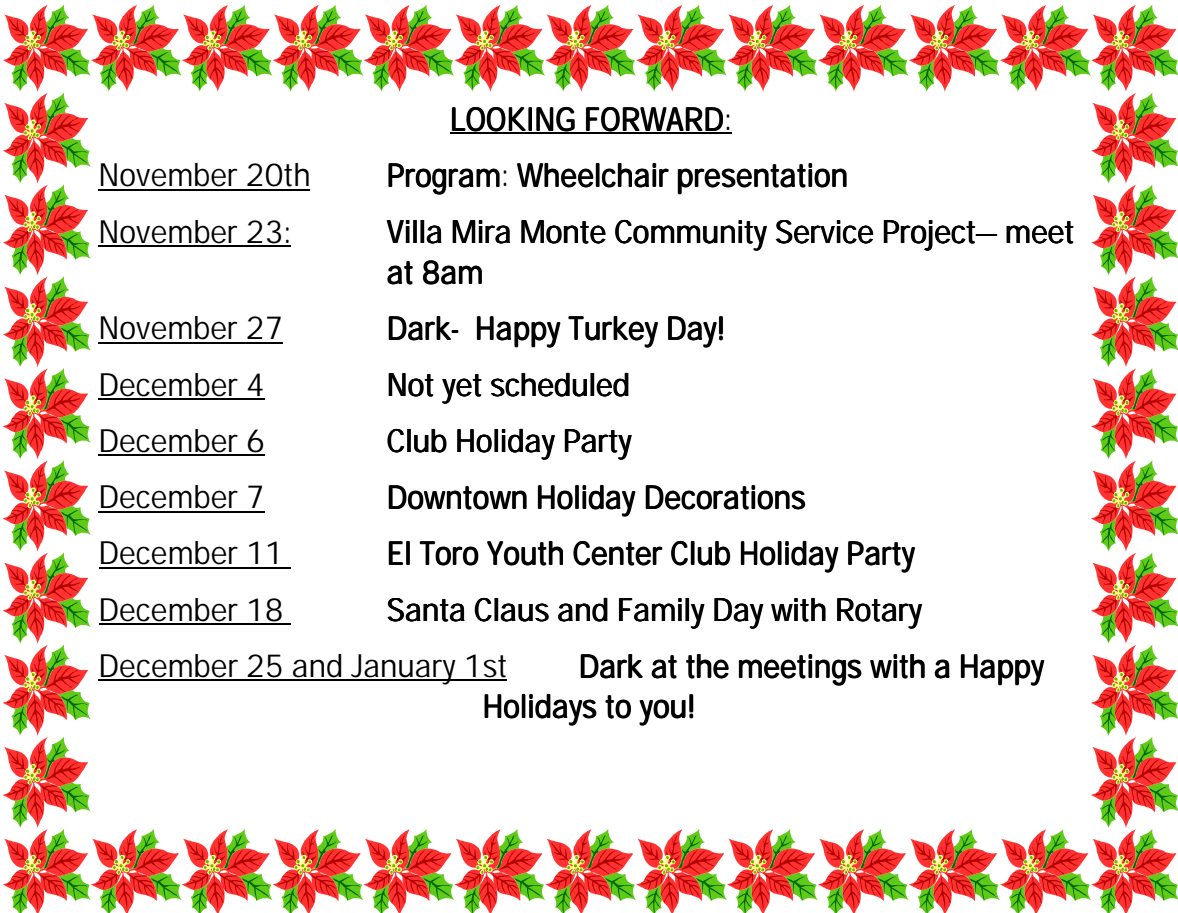 LOOKING FORWARD:
November 20th Program: Wheelchair presentation
November 23: Villa Mira Monte Community Service Project— meet
at 8am
November 27 Dark- Happy Turkey Day!
December 4 Not yet scheduled
December 6 Club Holiday Party
December 7 Downtown Holiday Decorations
December 11 El Toro Youth Center Club Holiday Party
December 18 Santa Claus and Family Day with Rotary
December 25 and January 1st Dark at the meetings with a Happy
Holidays to you!